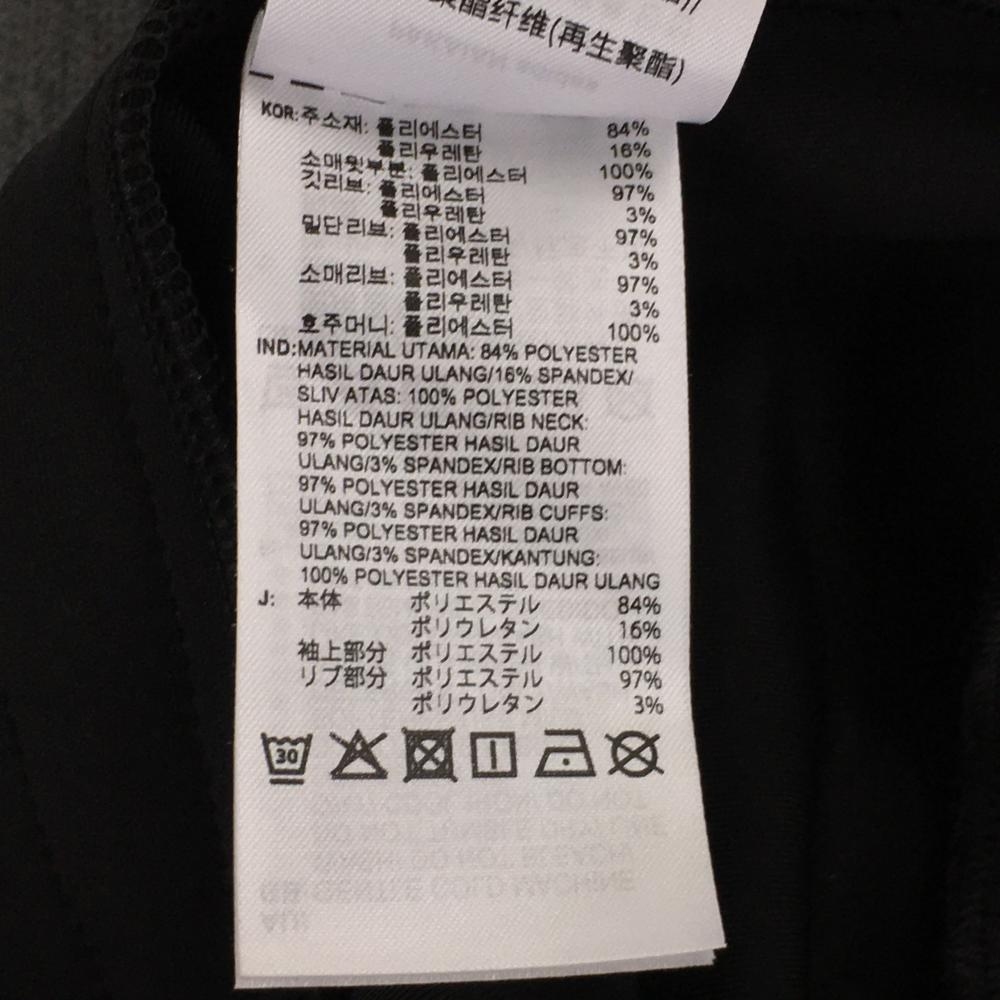 聚酯纤维(再生聚酯)
KOR:주소재: 폴리에스터 84%
폴리우레탄 16%
소매윗부분: 폴리에스터 100%
깃리브: 폴리에스터 97%
폴리우레탄 3%
밑단리브: 폴리에스터 97%
폴리우레탄 3%
소매리브: 폴리에스터 97%
폴리우레탄 3%
호주머니: 폴리에스터 100%
IND:MATERIAL UTAMA: 84% POLYESTER
HASIL DAUR ULANG/16% SPANDEX/
SLIV ATAS: 100% POLYESTER
HASIL DAUR ULANG/RIB NECK:
97% POLYESTER HASIL DAUR
ULANG/3% SPANDEX/RIB BOTTOM:
97% POLYESTER HASIL DAUR
ULANG/3% SPANDEX/RIB CUFFS:
97% POLYESTER HASIL DAUR
ULANG/3% SPANDEX/KANTUNG:
100% POLYESTER HASIL DAUR ULANG
J: 本体 ポリエステル 84%
ポリウレタン 16%
袖上部分 ポリエステル 100%
リブ部分 ポリエステル 97%
ポリウレタン 3%
30